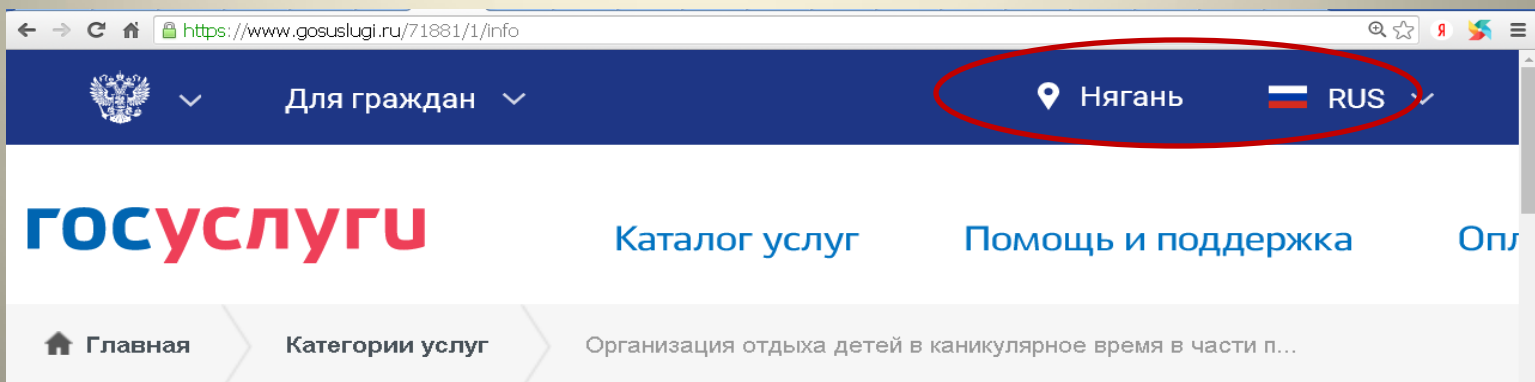 https://www.gosuslugi.ru/71881/1/info Я
Для граждан Нягань RUS
госуслуги Каталог услуг Помощь и поддержка Опл
Главная Категории услуг Организация отдыха детей в каникулярное время в части п...